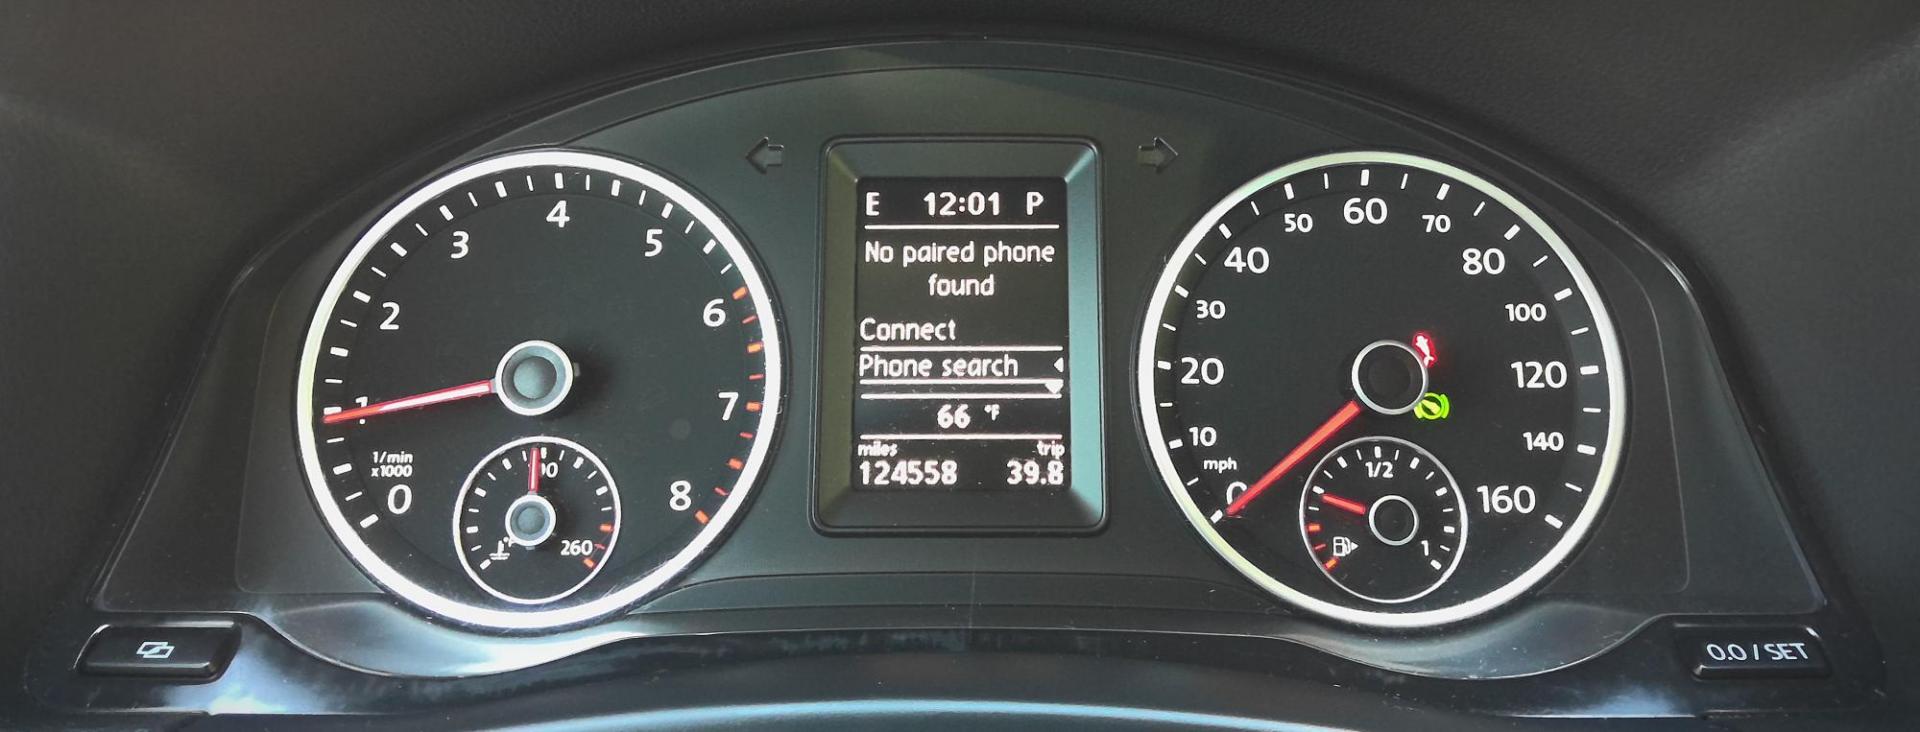 1
2
3
4
5
6
7
8
0
1/min
x1000
260
E 12:01 P
No paired phone
found
Connect
Phone search
66 °F
miles trip
124558 39.8
0
10
20
30
40
50
60
70
80
100
120
140
160
mph
1/2
1
0.0 / SET